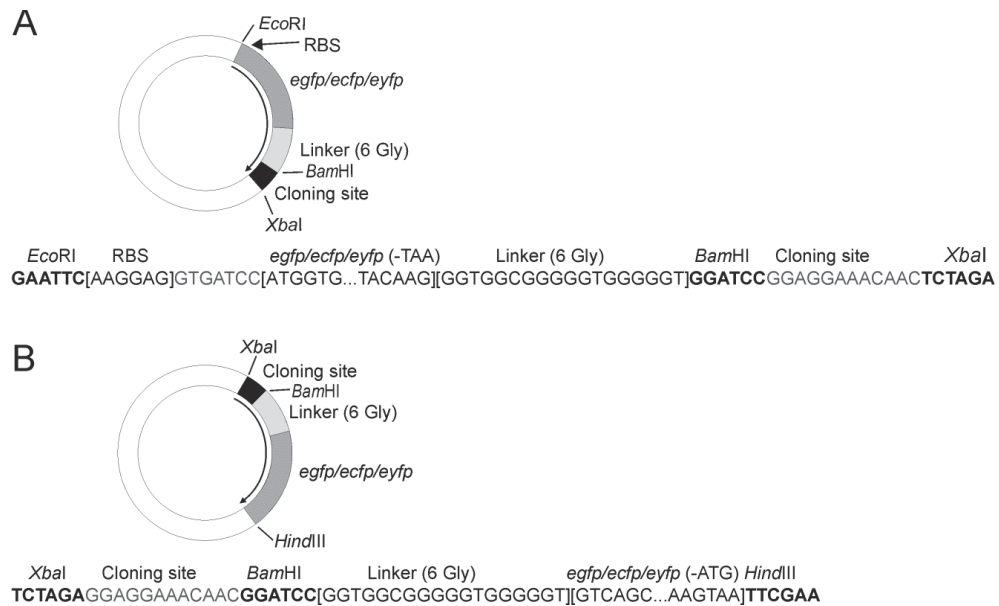 A
EcoRI
RBS
egfp/ecfp/eyfp
Linker (6 Gly)
BamHI
Cloning site
XbaI
EcoRI RBS egfp/ecfp/eyfp (-TAA) Linker (6 Gly) BamHI Cloning site XbaI
GAATTC[AAGGAG]GTGATCC[ATGGTG...TACAAG][GGTGGCGGGGGTGGGGGT]GGATCCGGAGGAAACAACTCTAGA
B
XbaI
Cloning site
BamHI
Linker (6 Gly)
egfp/ecfp/eyfp
HindIII
XbaI Cloning site BamHI Linker (6 Gly) egfp/ecfp/eyfp (-ATG) HindIII
TCTAGAGGAGGAAACAACGGATCC[GGTGGCGGGGGTGGGGGT][GTCAGC...AAGTAA]TTCGAA